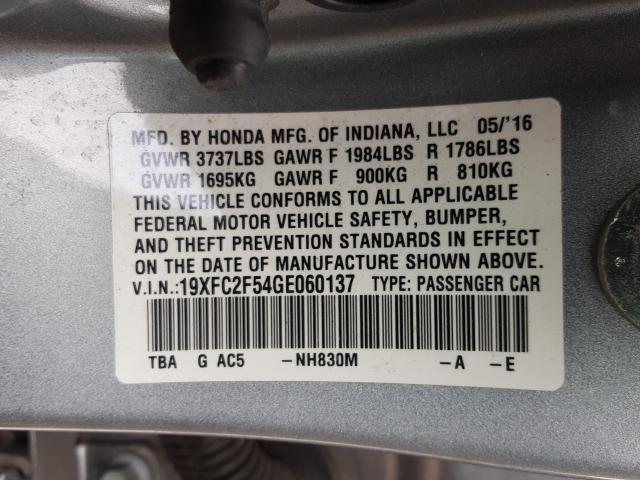 MFD. BY HONDA MFG. OF INDIANA, LLC 05/'16
GVWR 3737LBS GAWR F 1984LBS R 1786LBS
GVWR 1695KG GAWR F 900KG R 810KG
THIS VEHICLE CONFORMS TO ALL APPLICABLE
FEDERAL MOTOR VEHICLE SAFETY, BUMPER,
AND THEFT PREVENTION STANDARDS IN EFFECT
ON THE DATE OF MANUFACTURE SHOWN ABOVE.
V.I.N.:19XFC2F54GE060137 TYPE: PASSENGER CAR
TBA G AC5 –NH830M –A –E